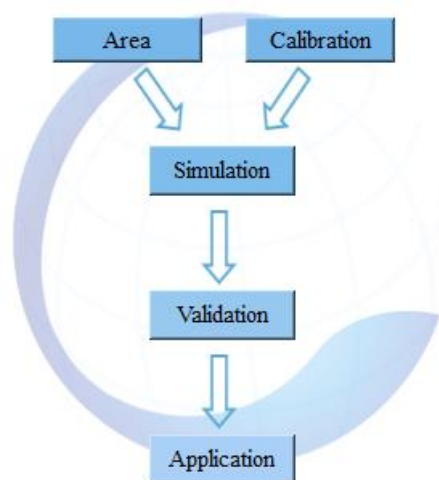 Area
Calibration
Simulation
Validation
Application